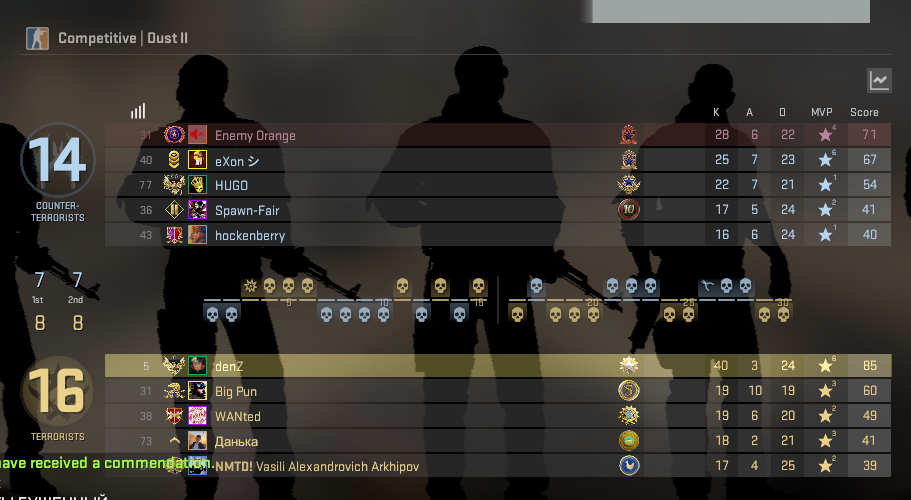 Competitive | Dust II
K A D MVP Score
14
COUNTER-
TERRORISTS
31 Enemy Orange 28 6 22 4 71
40 eXon シ 25 7 23 6 67
77 HUGO 22 7 21 1 54
36 Spawn-Fair 10 17 5 24 2 41
43 hockenberry 16 6 24 1 40
7 7
1st 2nd
8 8
5 10 15 20 25 30
16
TERRORISTS
5 denZ 40 3 24 6 85
31 Big Pun 5 19 10 19 3 60
38 WANted 19 6 20 2 49
73 Данька 18 2 21 3 41
NMTD! Vasili Alexandrovich Arkhipov 17 4 25 2 39
have received a commendation.